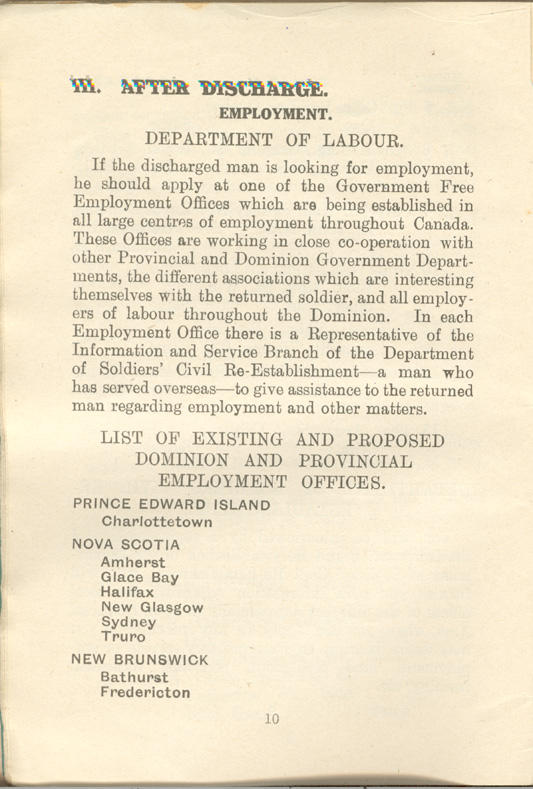 III. AFTER DISCHARGE.
EMPLOYMENT.
DEPARTMENT OF LABOUR.
If the discharged man is looking for employment,
he should apply at one of the Government Free
Employment Offices which are being established in
all large centres of employment throughout Canada.
These Offices are working in close co-operation with
other Provincial and Dominion Government Depart-
ments, the different associations which are interesting
themselves with the returned soldier, and all employ-
ers of labour throughout the Dominion. In each
Employment Office there is a Representative of the
Information and Service Branch of the Department
of Soldiers' Civil Re-Establishment—a man who
has served overseas—to give assistance to the returned
man regarding employment and other matters.
LIST OF EXISTING AND PROPOSED
DOMINION AND PROVINCIAL
EMPLOYMENT OFFICES.
PRINCE EDWARD ISLAND
Charlottetown
NOVA SCOTIA
Amherst
Glace Bay
Halifax
New Glasgow
Sydney
Truro
NEW BRUNSWICK
Bathurst
Fredericton
10